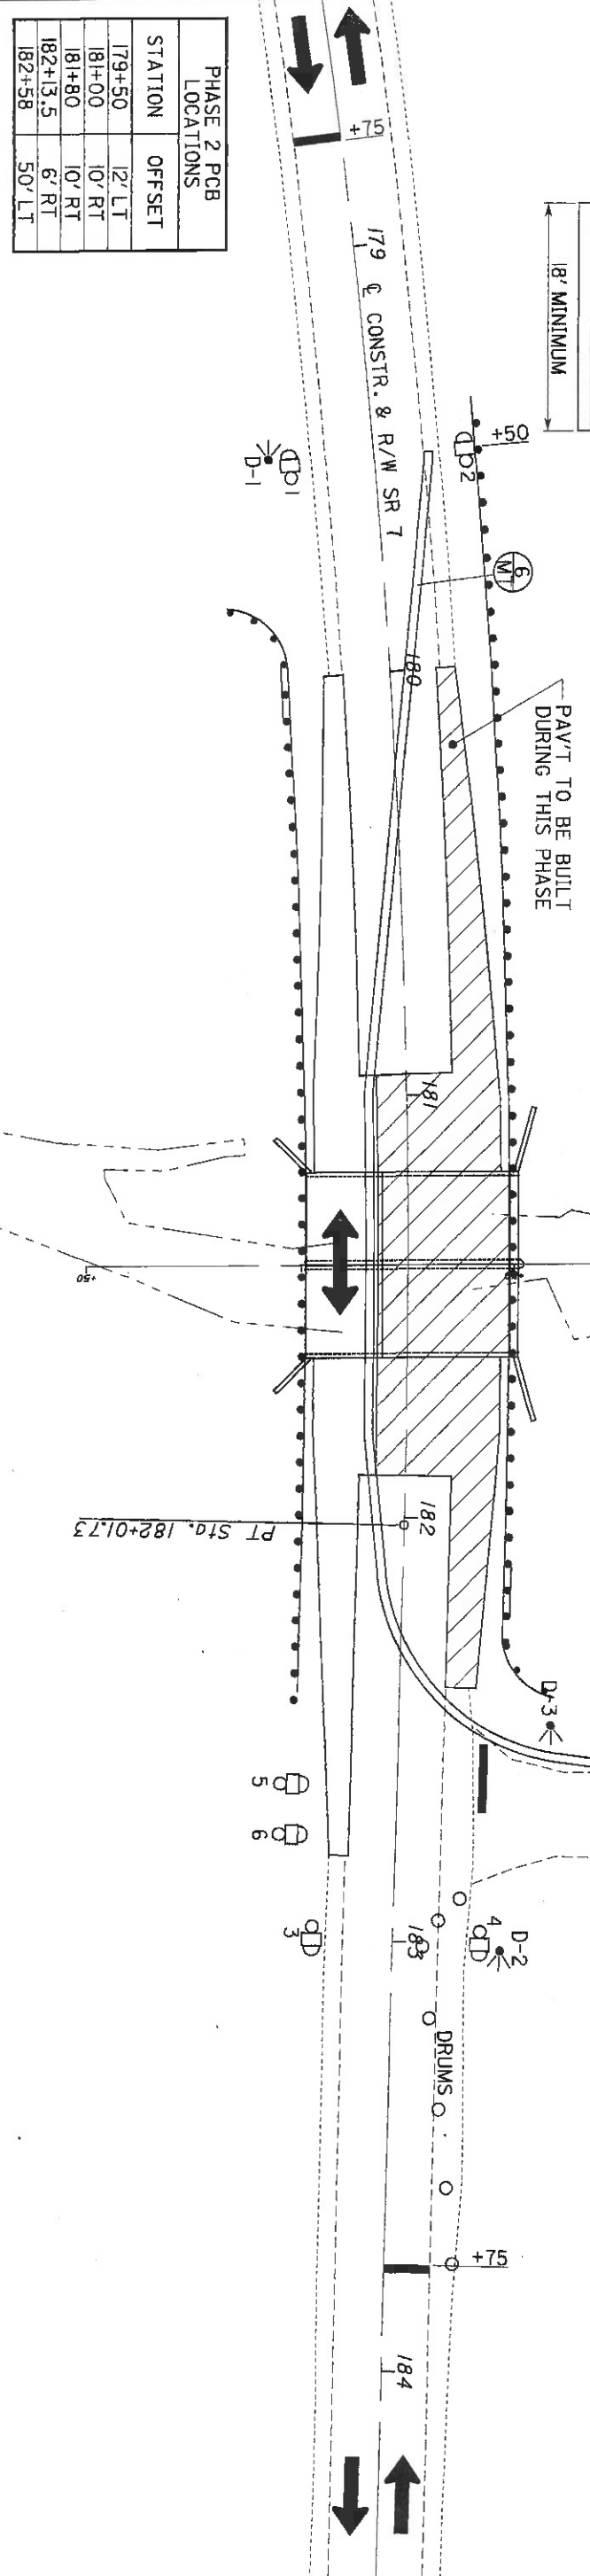 PHASE 2 PCB
LOCATIONS
STATION OFFSET
179+50 12' LT
181+00 10' RT
181+80 10' RT
182+13.5 6' RT
182+58 50' LT
18' MINIMUM
+75
179
℄ CONSTR. & R/W SR 7
+50
D-1
1
2
6
MT
180
PAV'T TO BE BUILT
DURING THIS PHASE
181
+50
182
PT Sta. 182+01.73
D-3
5
6
3
183
4
D-2
DRUMS
+75
184